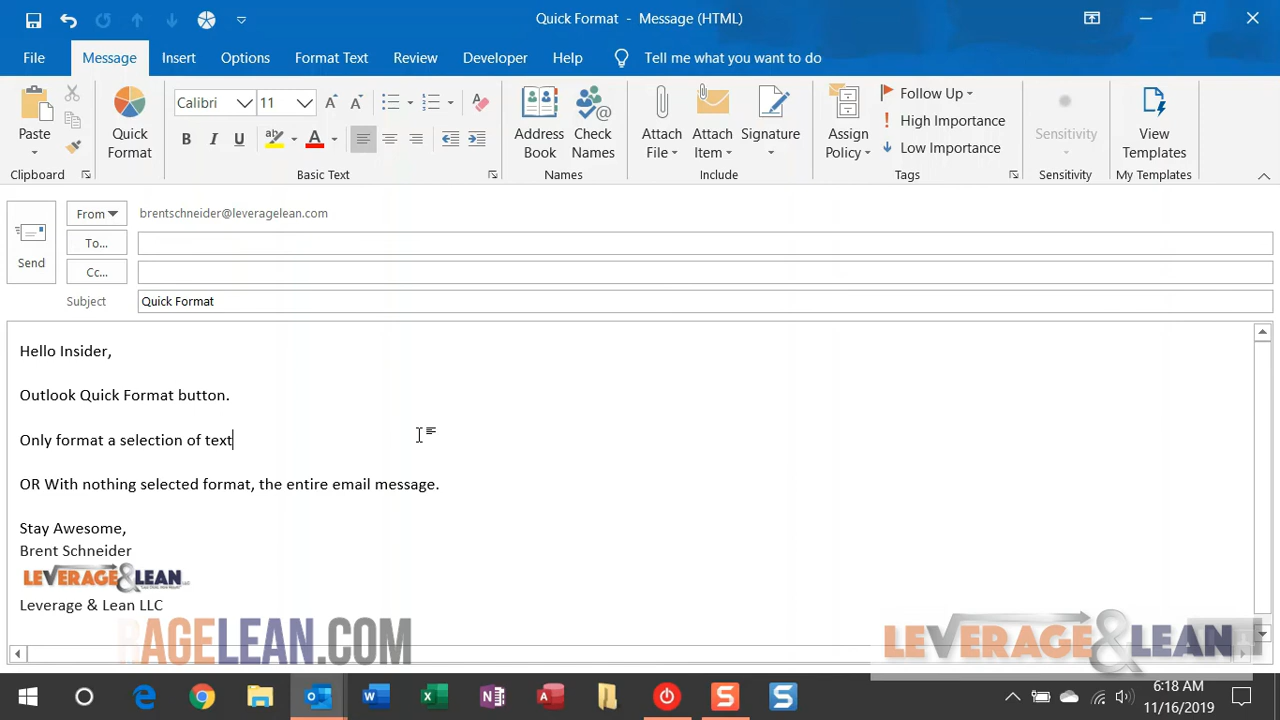 Quick Format - Message (HTML)
File Message Insert Options Format Text Review Developer Help Tell me what you want to do
Paste
Clipboard
Quick Format
Calibri 11
B I U ab A
Basic Text
Address Book
Check Names
Names
Attach File
Attach Item
Signature
Include
Assign Policy
Follow Up
High Importance
Low Importance
Tags
Sensitivity
Sensitivity
View Templates
My Templates
Send
From brentschneider@leveragelean.com
To...
Cc...
Subject Quick Format
Hello Insider,
Outlook Quick Format button.
Only format a selection of text
OR With nothing selected format, the entire email message.
Stay Awesome,
Brent Schneider
LEVERAGE&LEAN
Leverage & Lean LLC
RAGELEAN.COM
LEVERAGE&LEAN
6:18 AM
11/16/2019